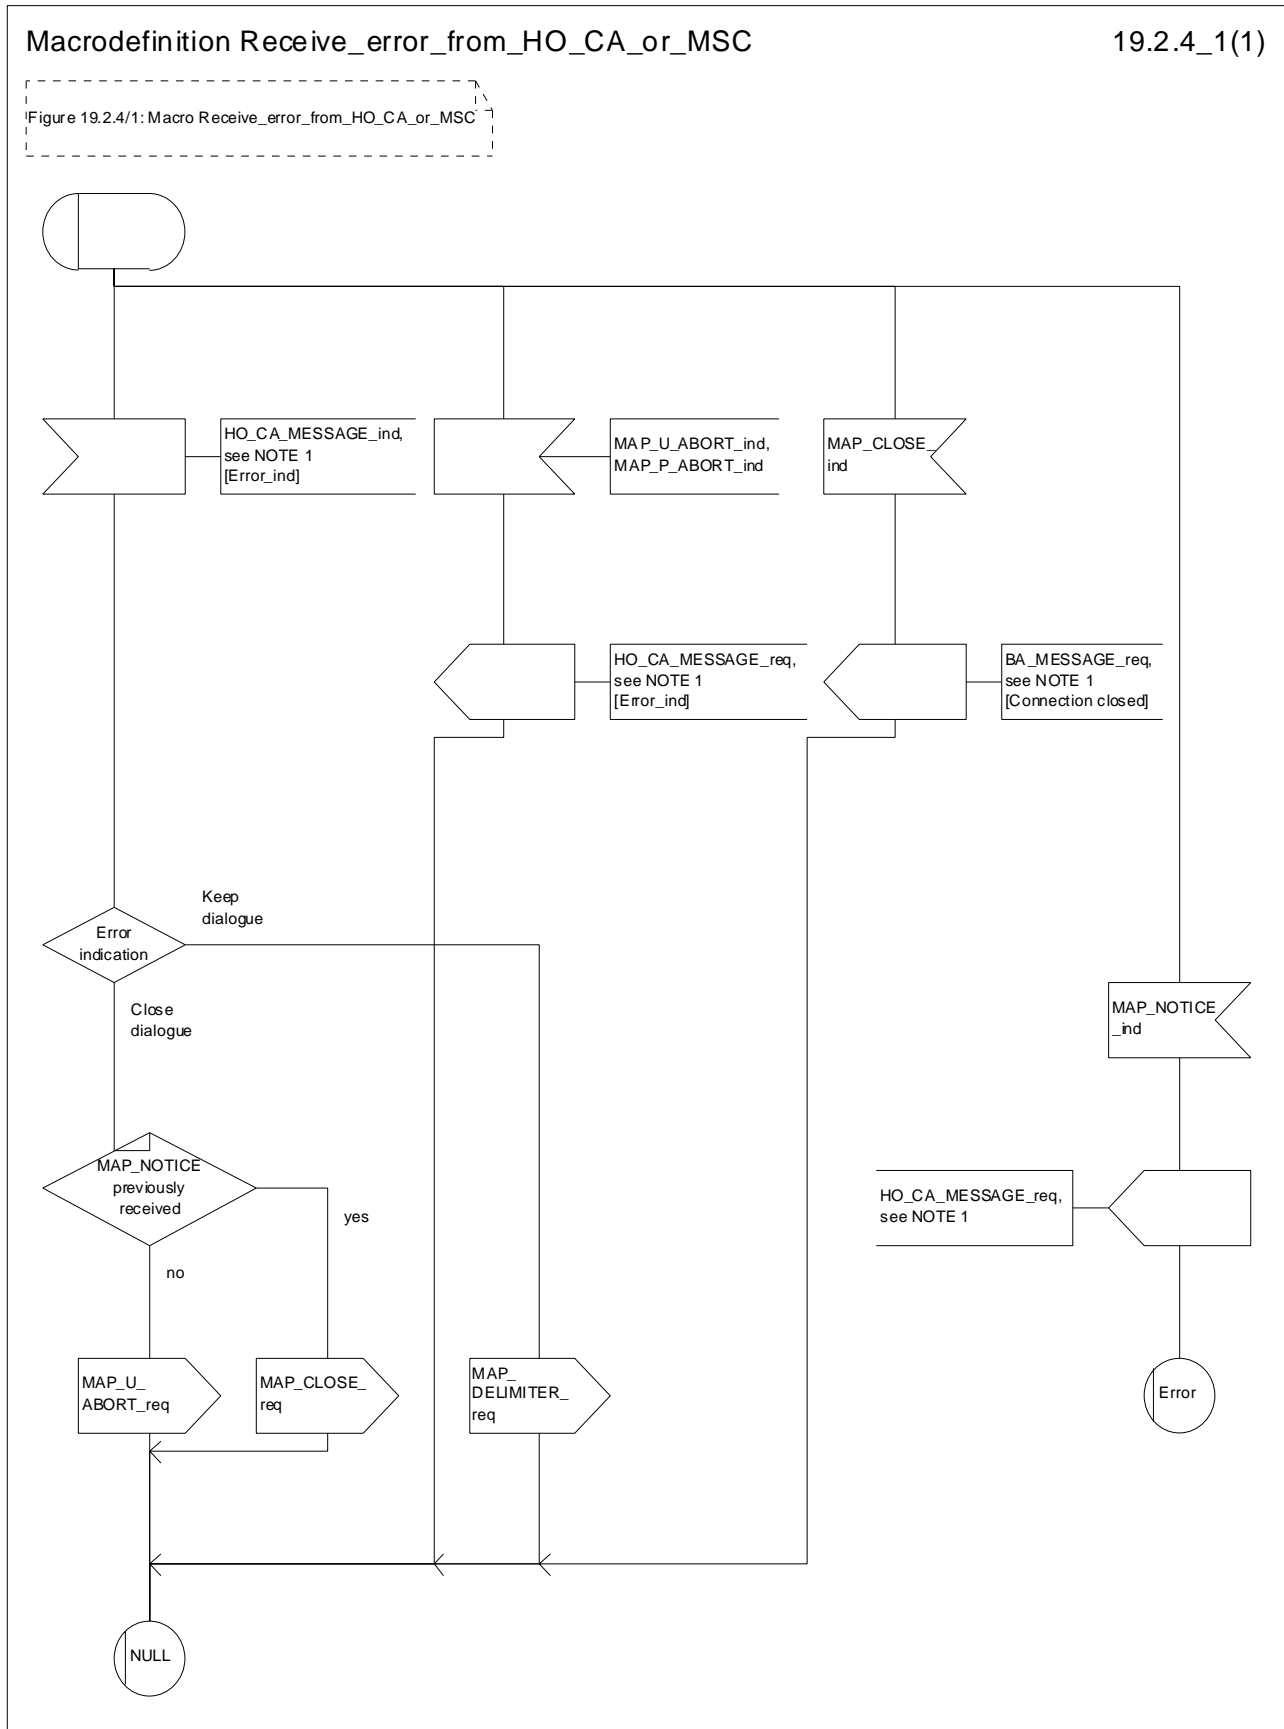 Macrodefinition Receive_error_from_HO_CA_or_MSC
19.2.4_1(1)
Figure 19.2.4/1: Macro Receive_error_from_HO_CA_or_MSC
HO_CA_MESSAGE_ind,
see NOTE 1
[Error_ind]
MAP_U_ABORT_ind,
MAP_P_ABORT_ind
MAP_CLOSE_
ind
HO_CA_MESSAGE_req,
see NOTE 1
[Error_ind]
BA_MESSAGE_req,
see NOTE 1
[Connection closed]
Keep
dialogue
Error
indication
Close
dialogue
MAP_NOTICE
_ind
MAP_NOTICE
previously
received
yes
no
HO_CA_MESSAGE_req,
see NOTE 1
MAP_U_
ABORT_req
MAP_CLOSE_
req
MAP_
DELIMITER_
req
Error
NULL